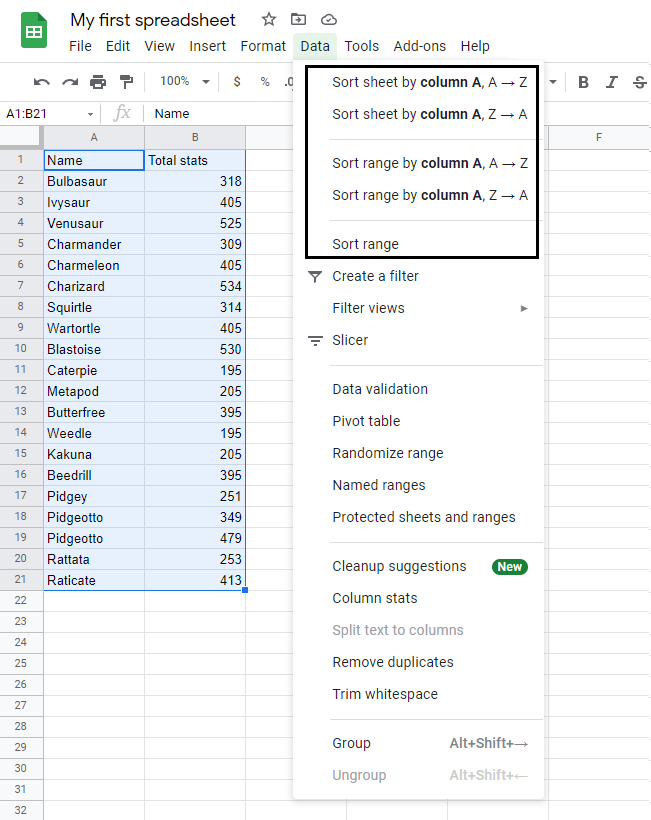 My first spreadsheet
File Edit View Insert Format Data Tools Add-ons Help
100% $ % .0 B I S
A1:B21 fx Name
A B F
1 Name Total stats
2 Bulbasaur 318
3 Ivysaur 405
4 Venusaur 525
5 Charmander 309
6 Charmeleon 405
7 Charizard 534
8 Squirtle 314
9 Wartortle 405
10 Blastoise 530
11 Caterpie 195
12 Metapod 205
13 Butterfree 395
14 Weedle 195
15 Kakuna 205
16 Beedrill 395
17 Pidgey 251
18 Pidgeotto 349
19 Pidgeotto 479
20 Rattata 253
21 Raticate 413
22
23
24
25
26
27
28
29
30
31
32
Sort sheet by column A, A → Z
Sort sheet by column A, Z → A
Sort range by column A, A → Z
Sort range by column A, Z → A
Sort range
Create a filter
Filter views
Slicer
Data validation
Pivot table
Randomize range
Named ranges
Protected sheets and ranges
Cleanup suggestions New
Column stats
Split text to columns
Remove duplicates
Trim whitespace
Group Alt+Shift+→
Ungroup Alt+Shift+←